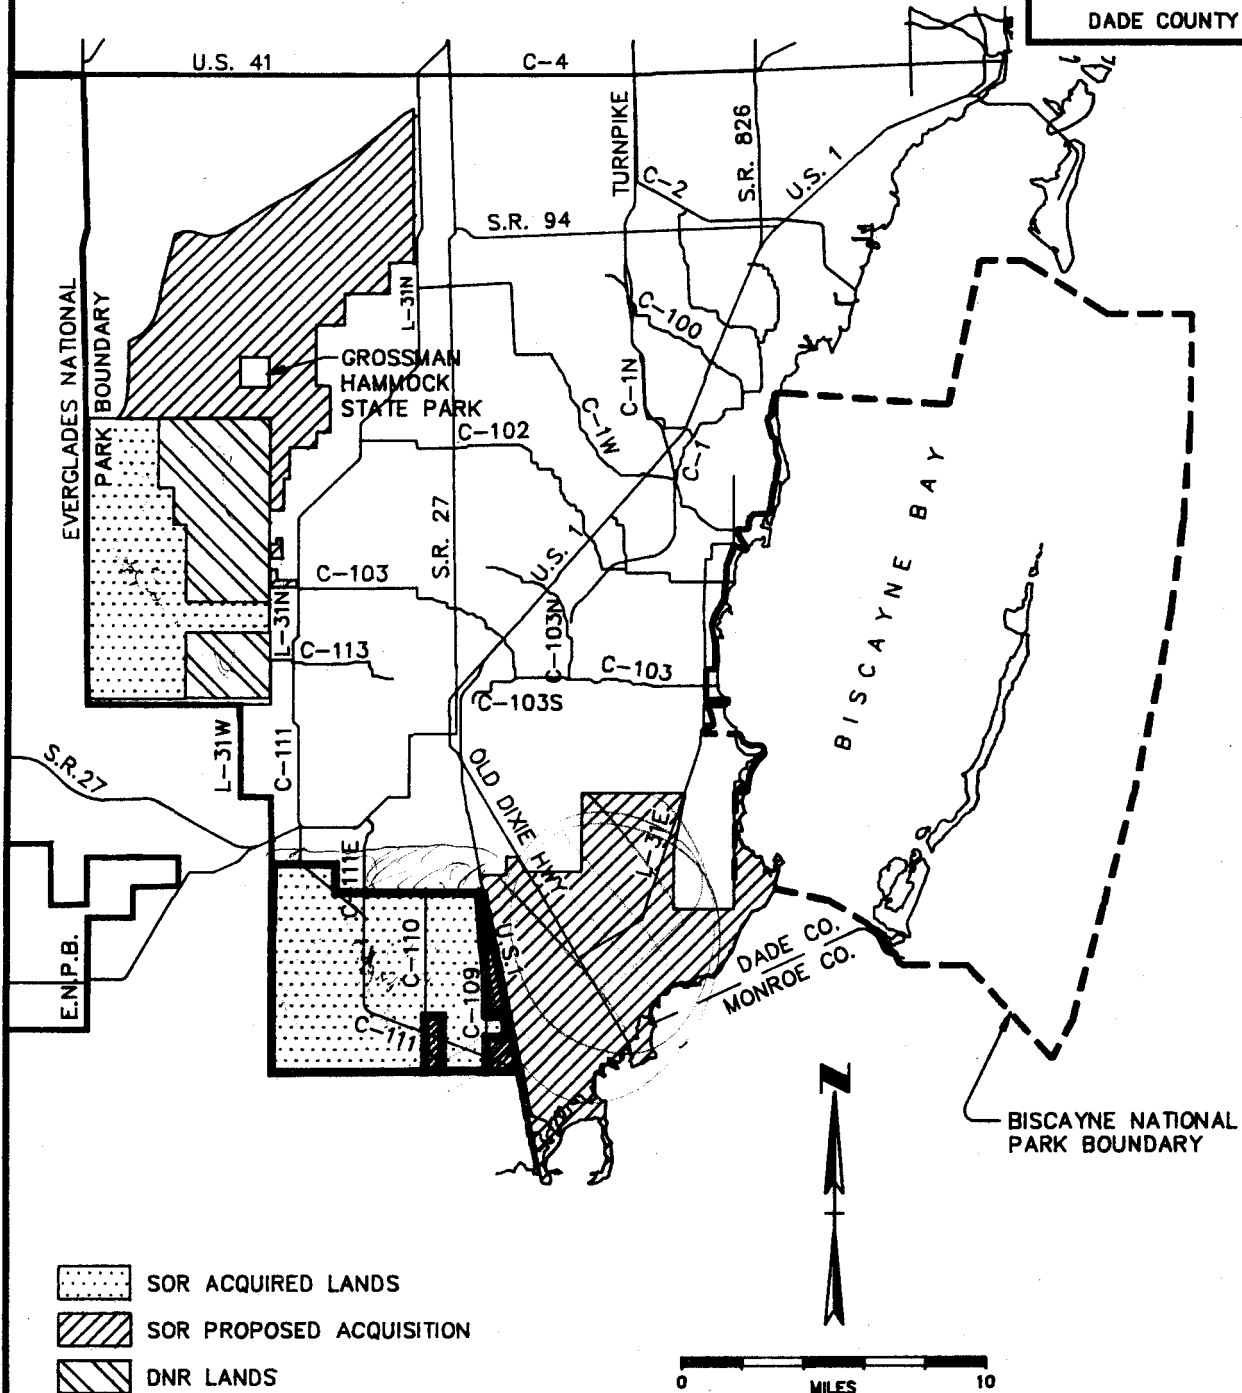 DADE COUNTY
U.S. 41
C-4
TURNPIKE
S.R. 826
U.S. 1
C-2
S.R. 94
L-31N
C-100
EVERGLADES NATIONAL
PARK BOUNDARY
GROSSMAN
HAMMOCK
STATE PARK
C-1N
C-1W
C-102
C-1
BISCAYNE BAY
S.R. 27
U.S. 1
C-103
L-31N
C-103N
C-113
C-103
C-103S
L-31W
C-111
S.R.27
OLD DIXIE HWY.
L-31E
C-111E
C-110
C-109
U.S.1
C-111
E.N.P.B.
DADE CO.
MONROE CO.
N
BISCAYNE NATIONAL
PARK BOUNDARY
SOR ACQUIRED LANDS
SOR PROPOSED ACQUISITION
DNR LANDS
0 10
MILES